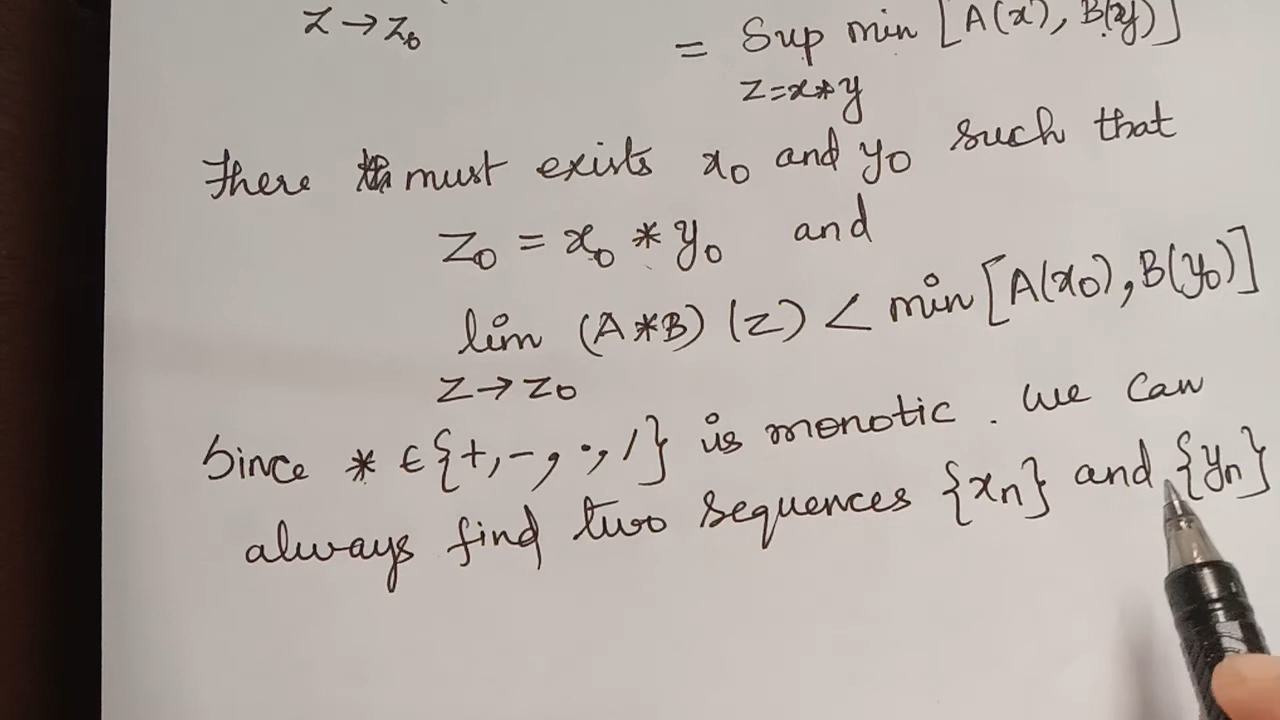 z → z₀
= Sup min [A(x), B(y)]
z=x*y
There must exists x₀ and y₀ such that
z₀ = x₀ * y₀ and
lim (A*B) (z) < min [A(x₀), B(y₀)]
z → z₀
Since * ∈ {+, -, ·, /} is monotic. We can
always find two sequences {xₙ} and {yₙ}